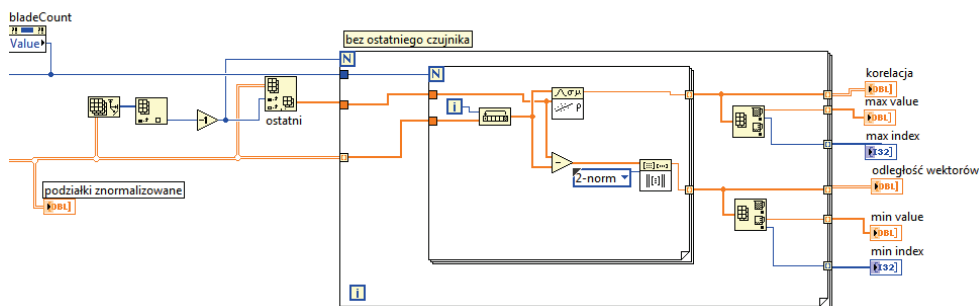 bladeCount
Value
bez ostatniego czujnika
N
N
korelacja
DBL
max value
DBL
max index
I32
ostatni
-1
i
σ μ
ρ
2-norm
podziałki znormalizowane
DBL
odległość wektorów
DBL
min value
DBL
min index
I32
i